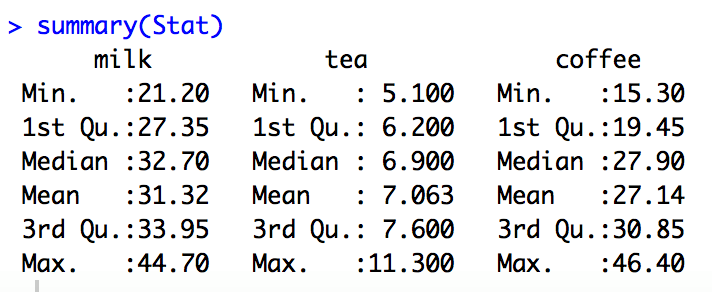 > summary(Stat)
milk tea coffee
Min. :21.20 Min. : 5.100 Min. :15.30
1st Qu.:27.35 1st Qu.: 6.200 1st Qu.:19.45
Median :32.70 Median : 6.900 Median :27.90
Mean :31.32 Mean : 7.063 Mean :27.14
3rd Qu.:33.95 3rd Qu.: 7.600 3rd Qu.:30.85
Max. :44.70 Max. :11.300 Max. :46.40